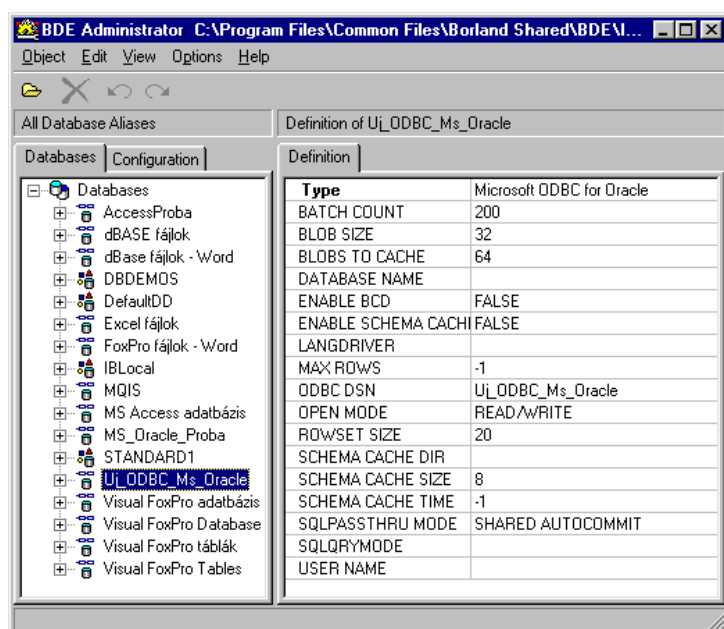 BDE Administrator C:\Program Files\Common Files\Borland Shared\BDE\I...
Object Edit View Options Help
All Database Aliases
Definition of Uj_ODBC_Ms_Oracle
Databases Configuration
Definition
Databases
AccessProba
dBASE fájlok
dBase fájlok - Word
DBDEMOS
DefaultDD
Excel fájlok
FoxPro fájlok - Word
IBLocal
MQIS
MS Access adatbázis
MS_Oracle_Proba
STANDARD1
Uj_ODBC_Ms_Oracle
Visual FoxPro adatbázis
Visual FoxPro Database
Visual FoxPro táblák
Visual FoxPro Tables
Type Microsoft ODBC for Oracle
BATCH COUNT 200
BLOB SIZE 32
BLOBS TO CACHE 64
DATABASE NAME
ENABLE BCD FALSE
ENABLE SCHEMA CACHI FALSE
LANGDRIVER
MAX ROWS -1
ODBC DSN Uj_ODBC_Ms_Oracle
OPEN MODE READ/WRITE
ROWSET SIZE 20
SCHEMA CACHE DIR
SCHEMA CACHE SIZE 8
SCHEMA CACHE TIME -1
SQLPASSTHRU MODE SHARED AUTOCOMMIT
SQLQRYMODE
USER NAME